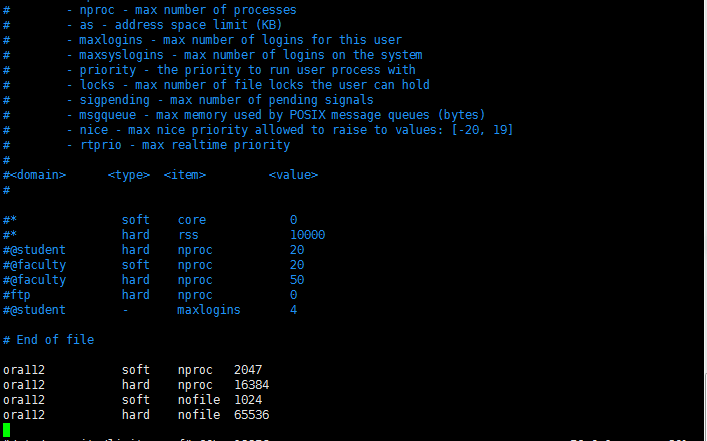 #        - nproc - max number of processes
#        - as - address space limit (KB)
#        - maxlogins - max number of logins for this user
#        - maxsyslogins - max number of logins on the system
#        - priority - the priority to run user process with
#        - locks - max number of file locks the user can hold
#        - sigpending - max number of pending signals
#        - msgqueue - max memory used by POSIX message queues (bytes)
#        - nice - max nice priority allowed to raise to values: [-20, 19]
#        - rtprio - max realtime priority
#
#<domain>      <type>  <item>         <value>
#
#*               soft    core            0
#*               hard    rss             10000
#@student        hard    nproc           20
#@faculty        soft    nproc           20
#@faculty        hard    nproc           50
#ftp             hard    nproc           0
#@student        -       maxlogins       4
# End of file
ora112           soft    nproc   2047
ora112           hard    nproc   16384
ora112           soft    nofile  1024
ora112           hard    nofile  65536